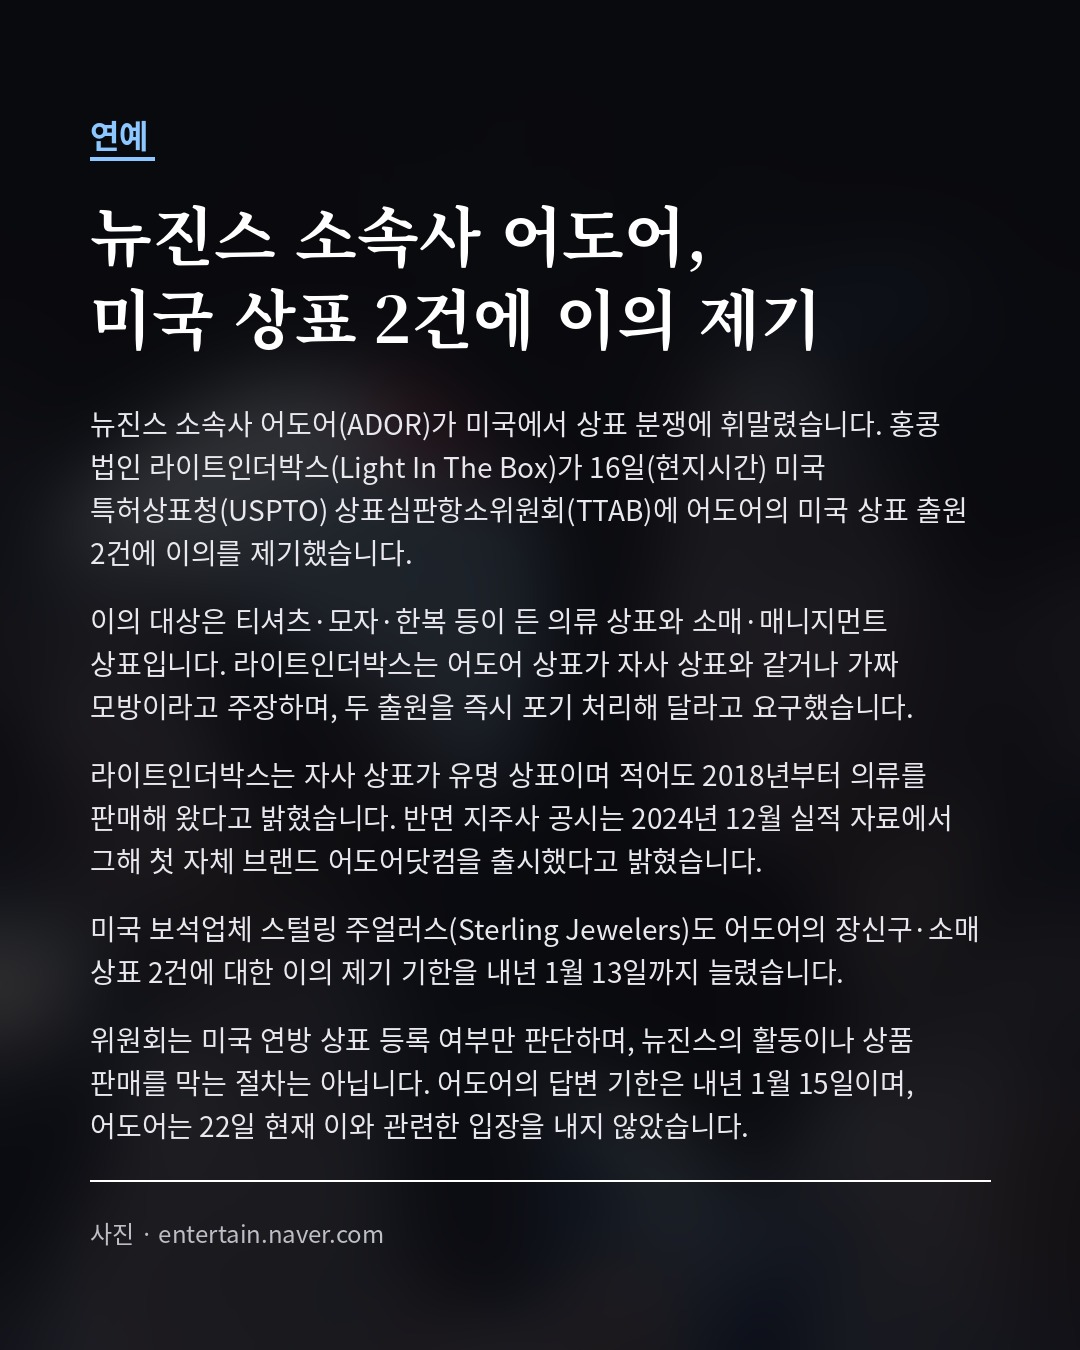 연예
뉴진스 소속사 어도어,
미국 상표 2건에 이의 제기
뉴진스 소속사 어도어(ADOR)가 미국에서 상표 분쟁에 휘말렸습니다. 홍콩
법인 라이트인더박스(Light In The Box)가 16일(현지시간) 미국
특허상표청(USPTO) 상표심판항소위원회(TTAB)에 어도어의 미국 상표 출원
2건에 이의를 제기했습니다.
이의 대상은 티셔츠·모자·한복 등이 든 의류 상표와 소매·매니지먼트
상표입니다. 라이트인더박스는 어도어 상표가 자사 상표와 같거나 가짜
모방이라고 주장하며, 두 출원을 즉시 포기 처리해 달라고 요구했습니다.
라이트인더박스는 자사 상표가 유명 상표이며 적어도 2018년부터 의류를
판매해 왔다고 밝혔습니다. 반면 지주사 공시는 2024년 12월 실적 자료에서
그해 첫 자체 브랜드 어도어닷컴을 출시했다고 밝혔습니다.
미국 보석업체 스털링 주얼러스(Sterling Jewelers)도 어도어의 장신구·소매
상표 2건에 대한 이의 제기 기한을 내년 1월 13일까지 늘렸습니다.
위원회는 미국 연방 상표 등록 여부만 판단하며, 뉴진스의 활동이나 상품
판매를 막는 절차는 아닙니다. 어도어의 답변 기한은 내년 1월 15일이며,
어도어는 22일 현재 이와 관련한 입장을 내지 않았습니다.
사진 · entertain.naver.com